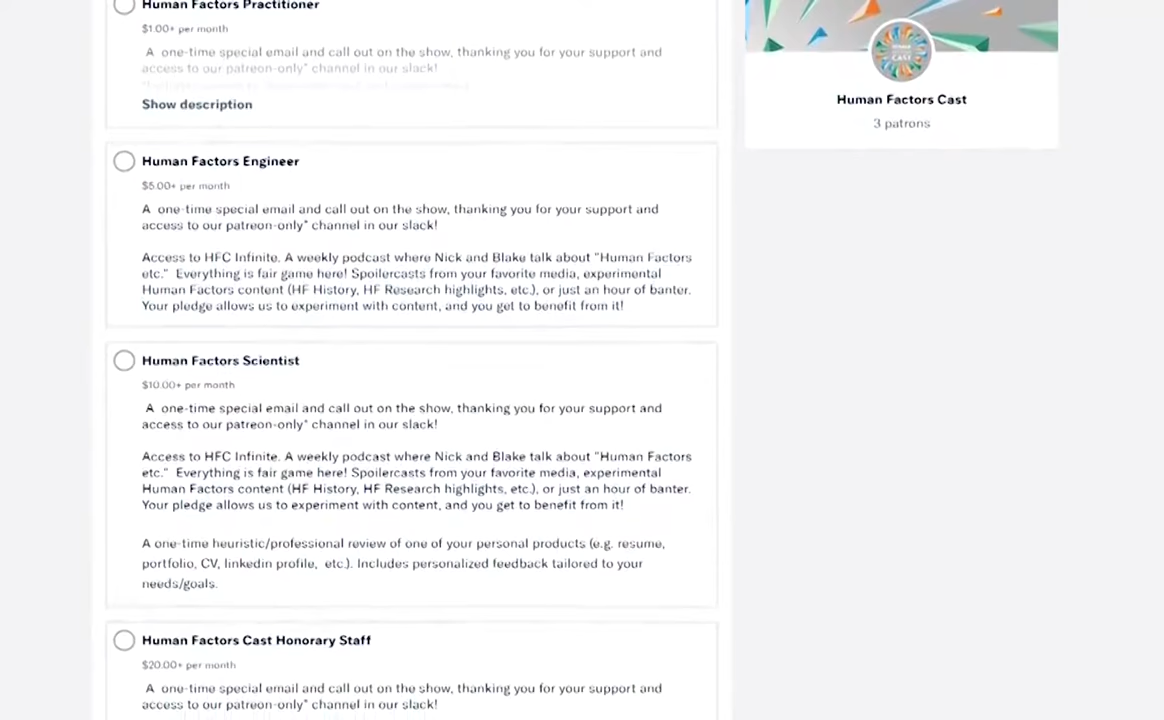 Human Factors Practitioner
$1.00+ per month
A one-time special email and call out on the show, thanking you for your support and
access to our patreon-only* channel in our slack!
Show description
Human Factors Engineer
$5.00+ per month
A one-time special email and call out on the show, thanking you for your support and
access to our patreon-only* channel in our slack!
Access to HFC Infinite. A weekly podcast where Nick and Blake talk about "Human Factors
etc." Everything is fair game here! Spoilercasts from your favorite media, experimental
Human Factors content (HF History, HF Research highlights, etc.), or just an hour of banter.
Your pledge allows us to experiment with content, and you get to benefit from it!
Human Factors Scientist
$10.00+ per month
A one-time special email and call out on the show, thanking you for your support and
access to our patreon-only* channel in our slack!
Access to HFC Infinite. A weekly podcast where Nick and Blake talk about "Human Factors
etc." Everything is fair game here! Spoilercasts from your favorite media, experimental
Human Factors content (HF History, HF Research highlights, etc.), or just an hour of banter.
Your pledge allows us to experiment with content, and you get to benefit from it!
A one-time heuristic/professional review of one of your personal products (e.g. resume,
portfolio, CV, linkedin profile, etc.). Includes personalized feedback tailored to your
needs/goals.
Human Factors Cast Honorary Staff
$20.00+ per month
A one-time special email and call out on the show, thanking you for your support and
access to our patreon-only* channel in our slack!
CAST
Human Factors Cast
3 patrons